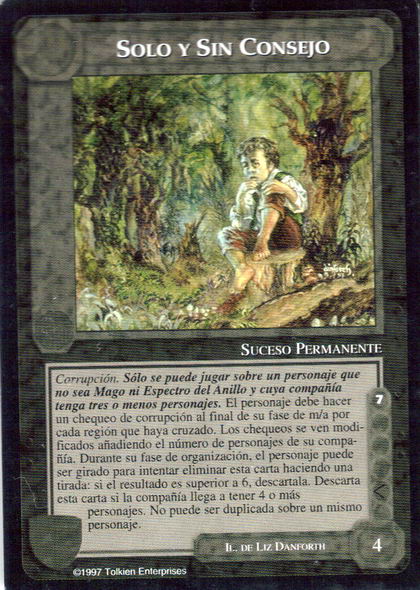 Solo y Sin Consejo
Danforth
Suceso Permanente
Corrupción. Sólo se puede jugar sobre un personaje que
no sea Mago ni Espectro del Anillo y cuya compañía
tenga tres o menos personajes. El personaje debe hacer
un chequeo de corrupción al final de su fase de m/a por
cada región que haya cruzado. Los chequeos se ven modi-
ficados añadiendo el número de personajes de su compa-
ñía. Durante su fase de organización, el personaje puede
ser girado para intentar eliminar esta carta haciendo una
tirada: si el resultado es superior a 6, descartala. Descarta
esta carta si la compañía llega a tener 4 o más
personajes. No puede ser duplicada sobre un mismo
personaje.
7
Il. de Liz Danforth
4
©1997 Tolkien Enterprises